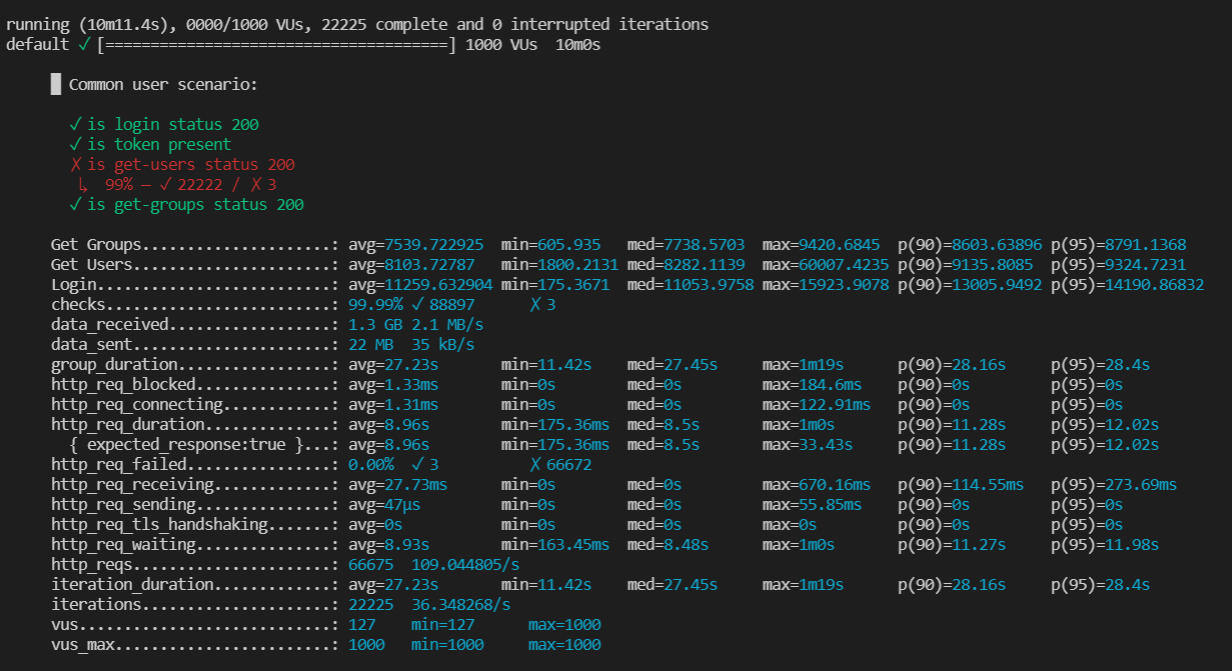 running (10m11.4s), 0000/1000 VUs, 22225 complete and 0 interrupted iterations
default ✓ [======================================] 1000 VUs  10m0s
█ Common user scenario:
✓ is login status 200
✓ is token present
✗ is get-users status 200
↳  99% — ✓ 22222 / ✗ 3
✓ is get-groups status 200
Get Groups.....................: avg=7539.722925  min=605.935   med=7738.5703  max=9420.6845  p(90)=8603.63896 p(95)=8791.1368
Get Users......................: avg=8103.72787   min=1800.2131 med=8282.1139  max=60007.4235 p(90)=9135.8085  p(95)=9324.7231
Login..........................: avg=11259.632904 min=175.3671  med=11053.9758 max=15923.9078 p(90)=13005.9492 p(95)=14190.86832
checks.........................: 99.99% ✓ 88897      ✗ 3
data_received..................: 1.3 GB 2.1 MB/s
data_sent......................: 22 MB  35 kB/s
group_duration.................: avg=27.23s       min=11.42s    med=27.45s     max=1m19s      p(90)=28.16s     p(95)=28.4s
http_req_blocked...............: avg=1.33ms       min=0s        med=0s         max=184.6ms    p(90)=0s         p(95)=0s
http_req_connecting............: avg=1.31ms       min=0s        med=0s         max=122.91ms   p(90)=0s         p(95)=0s
http_req_duration..............: avg=8.96s        min=175.36ms  med=8.5s       max=1m0s       p(90)=11.28s     p(95)=12.02s
{ expected_response:true }...: avg=8.96s        min=175.36ms  med=8.5s       max=33.43s     p(90)=11.28s     p(95)=12.02s
http_req_failed................: 0.00%  ✓ 3          ✗ 66672
http_req_receiving.............: avg=27.73ms      min=0s        med=0s         max=670.16ms   p(90)=114.55ms   p(95)=273.69ms
http_req_sending...............: avg=47µs         min=0s        med=0s         max=55.85ms    p(90)=0s         p(95)=0s
http_req_tls_handshaking.......: avg=0s           min=0s        med=0s         max=0s         p(90)=0s         p(95)=0s
http_req_waiting...............: avg=8.93s        min=163.45ms  med=8.48s      max=1m0s       p(90)=11.27s     p(95)=11.98s
http_reqs......................: 66675  109.044805/s
iteration_duration.............: avg=27.23s       min=11.42s    med=27.45s     max=1m19s      p(90)=28.16s     p(95)=28.4s
iterations.....................: 22225  36.348268/s
vus............................: 127    min=127      max=1000
vus_max........................: 1000   min=1000     max=1000